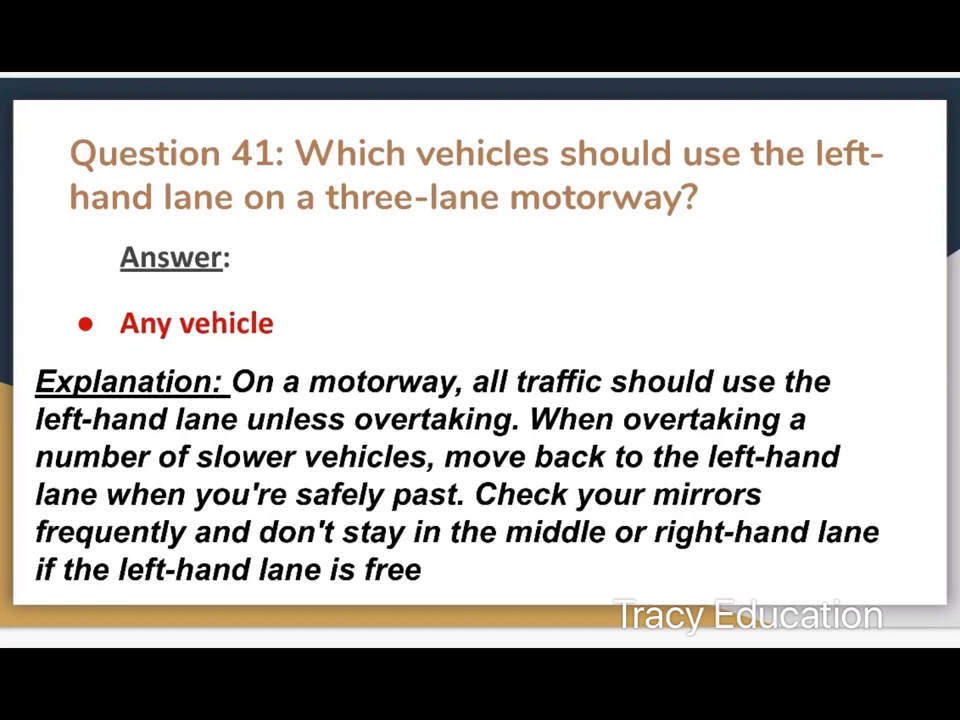 Question 41: Which vehicles should use the left-
hand lane on a three-lane motorway?
Answer:
● Any vehicle
Explanation: On a motorway, all traffic should use the
left-hand lane unless overtaking. When overtaking a
number of slower vehicles, move back to the left-hand
lane when you're safely past. Check your mirrors
frequently and don't stay in the middle or right-hand lane
if the left-hand lane is free
Tracy Education